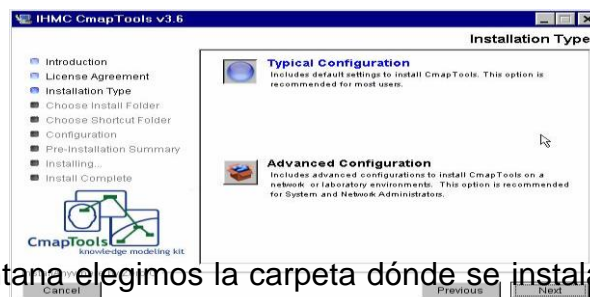 IHMC CmapTools v3.6
Installation Type
Introduction
License Agreement
Installation Type
Choose Install Folder
Choose Shortcut Folder
Configuration
Pre-Installation Summary
Installing...
Install Complete
Typical Configuration
Includes default settings to install CmapTools. This option is
recommended for most users.
Advanced Configuration
Includes advanced configurations to install CmapTools on a
network or laboratory environments. This option is recommended
for System and Network Administrators.
CmapTools
knowledge modeling kit
elegimos la carpeta dónde se
Cancel
Previous
Next